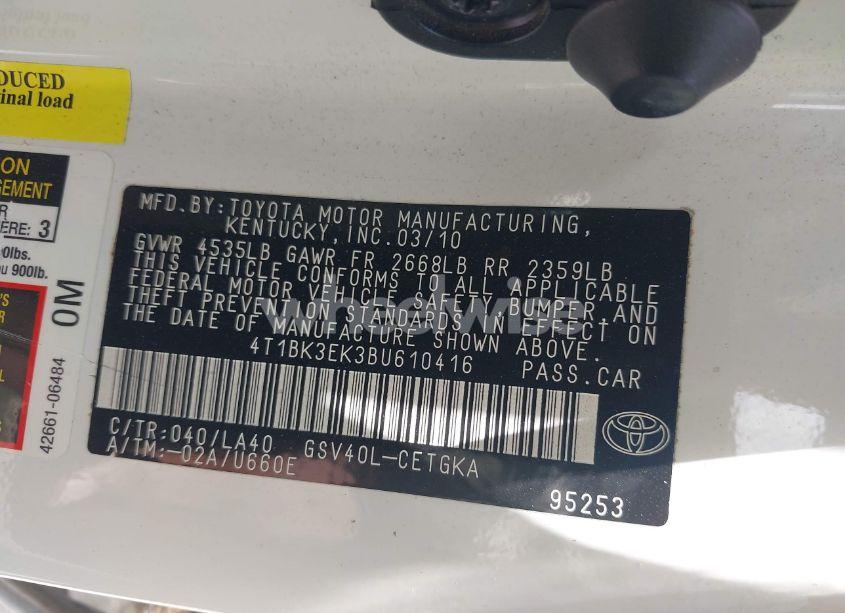 DUCED
inal load
ON
GEMENT
R
ERE: 3
0lbs.
u 900lb.
'S
R
0M
42661-06484
MFD.BY:TOYOTA MOTOR MANUFACTURING,
KENTUCKY,INC.03/10
GVWR 4535LB GAWR FR 2668LB RR 2359LB
THIS VEHICLE CONFORMS TO ALL APPLICABLE
FEDERAL MOTOR VEHICLE SAFETY,BUMPER,AND
THEFT PREVENTION STANDARDS IN EFFECT ON
THE DATE OF MANUFACTURE SHOWN ABOVE.
4T1BK3EK3BU610416 PASS.CAR
C/TR:040/LA40 GSV40L-CETGKA
A/TM:-02A/U660E
95253
wheelwise